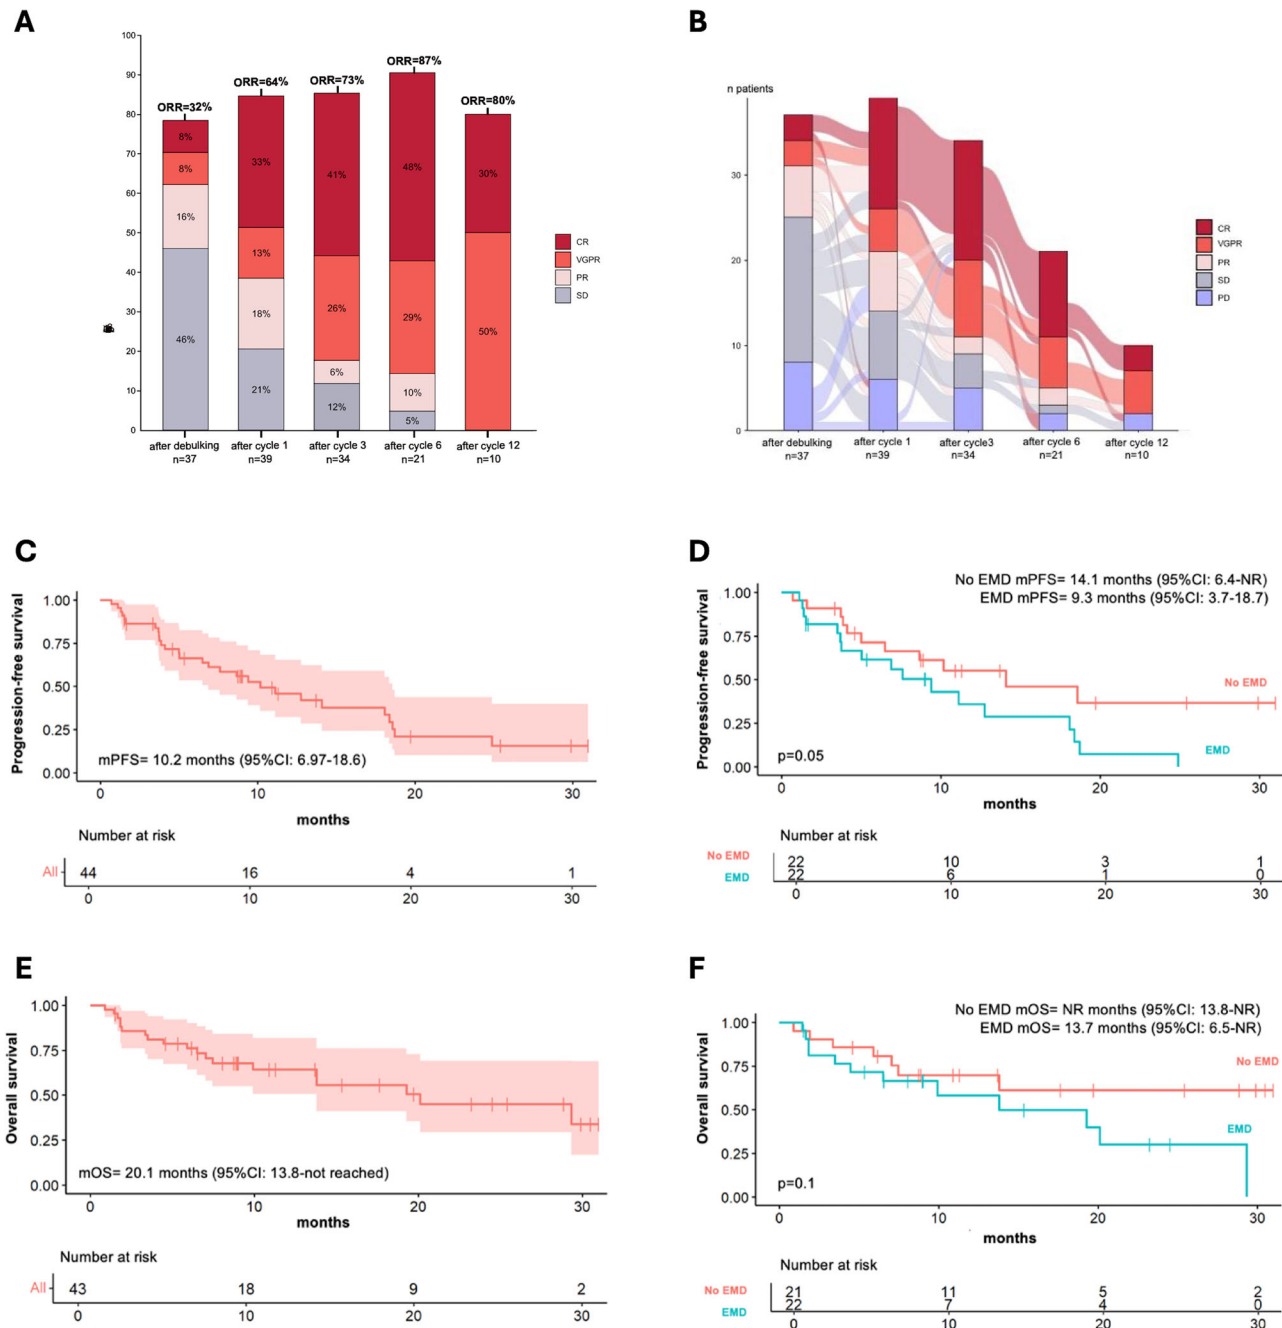 A
100
90
80
70
60
50
40
30
20
10
0
ORR=32%
ORR=64%
ORR=73%
ORR=87%
ORR=80%
8%
8%
16%
46%
33%
13%
18%
21%
41%
26%
6%
12%
48%
29%
10%
5%
30%
50%
CR
VGPR
PR
SD
after debulking
n=37
after cycle 1
n=39
after cycle 3
n=34
after cycle 6
n=21
after cycle 12
n=10
B
n patients
30
20
10
0
CR
VGPR
PR
SD
PD
after debulking
n=37
after cycle 1
n=39
after cycle3
n=34
after cycle 6
n=21
after cycle 12
n=10
C
Progression-free survival
1.00
0.75
0.50
0.25
0.00
mPFS= 10.2 months (95%CI: 6.97-18.6)
0 10 20 30
months
Number at risk
All 44 16 4 1
0 10 20 30
D
No EMD mPFS= 14.1 months (95%CI: 6.4-NR)
EMD mPFS= 9.3 months (95%CI: 3.7-18.7)
Progression-free survival
1.00
0.75
0.50
0.25
0.00
No EMD
EMD
p=0.05
0 10 20 30
months
Number at risk
No EMD 22 10 3 1
EMD 22 6 1 0
0 10 20 30
E
Overall survival
1.00
0.75
0.50
0.25
0.00
mOS= 20.1 months (95%CI: 13.8-not reached)
0 10 20 30
months
Number at risk
All 43 18 9 2
0 10 20 30
F
No EMD mOS= NR months (95%CI: 13.8-NR)
EMD mOS= 13.7 months (95%CI: 6.5-NR)
Overall survival
1.00
0.75
0.50
0.25
0.00
No EMD
EMD
p=0.1
0 10 20 30
months
Number at risk
No EMD 21 11 5 2
EMD 22 7 4 0
0 10 20 30